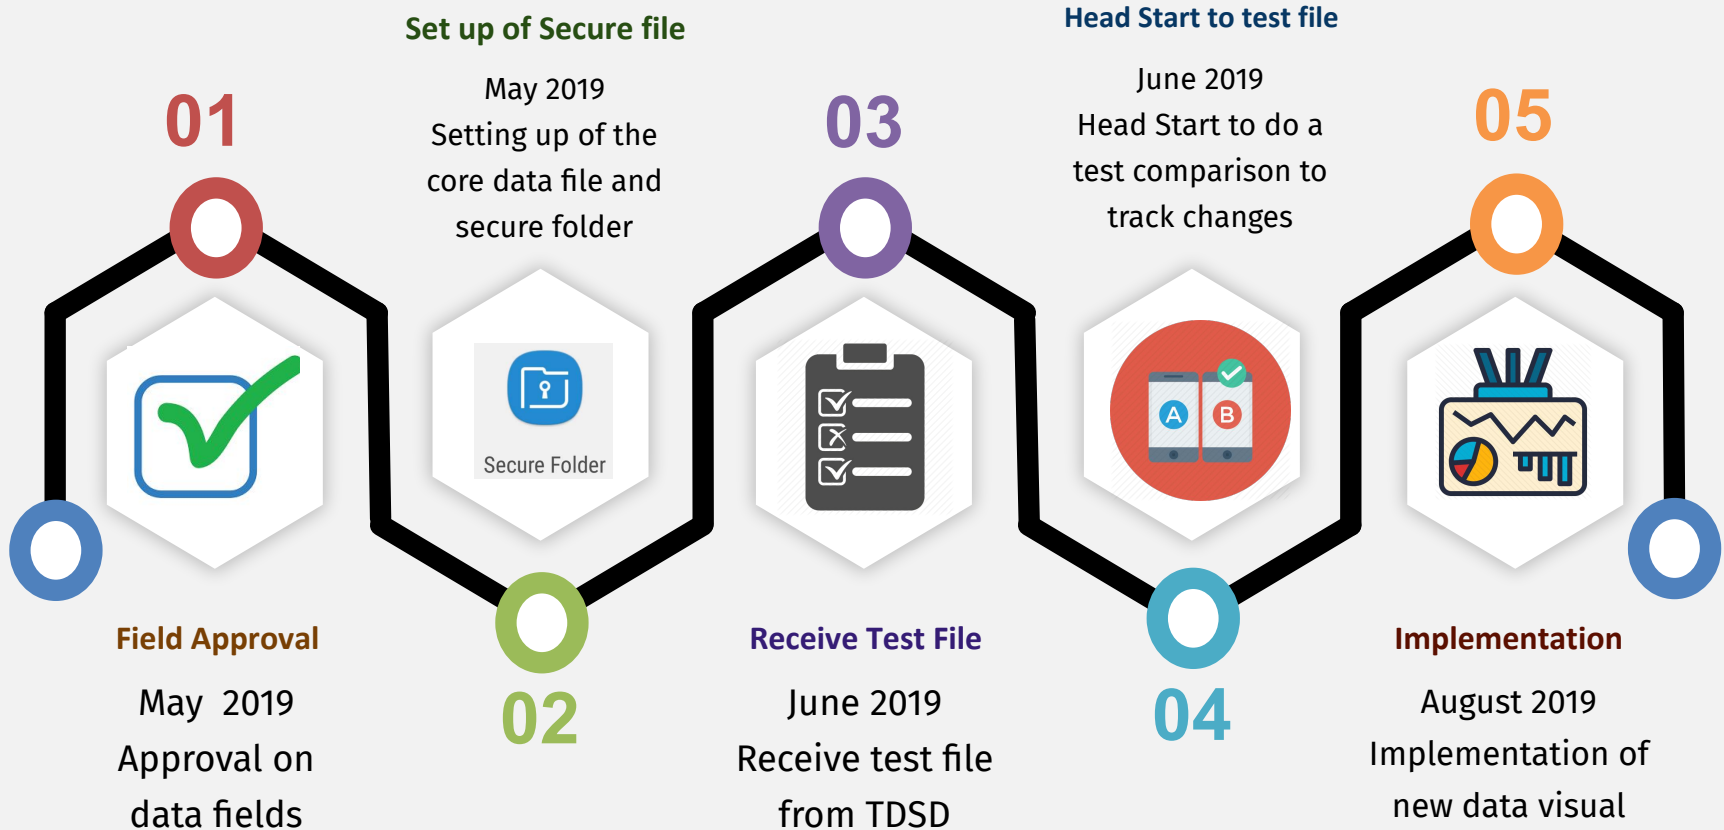 01
Field Approval
May  2019
Approval on
data fields
Set up of Secure file
May 2019
Setting up of the
core data file and
secure folder
Secure Folder
02
03
Receive Test File
June 2019
Receive test file
from TDSD
Head Start to test file
June 2019
Head Start to do a
test comparison to
track changes
A B
04
05
Implementation
August 2019
Implementation of
new data visual